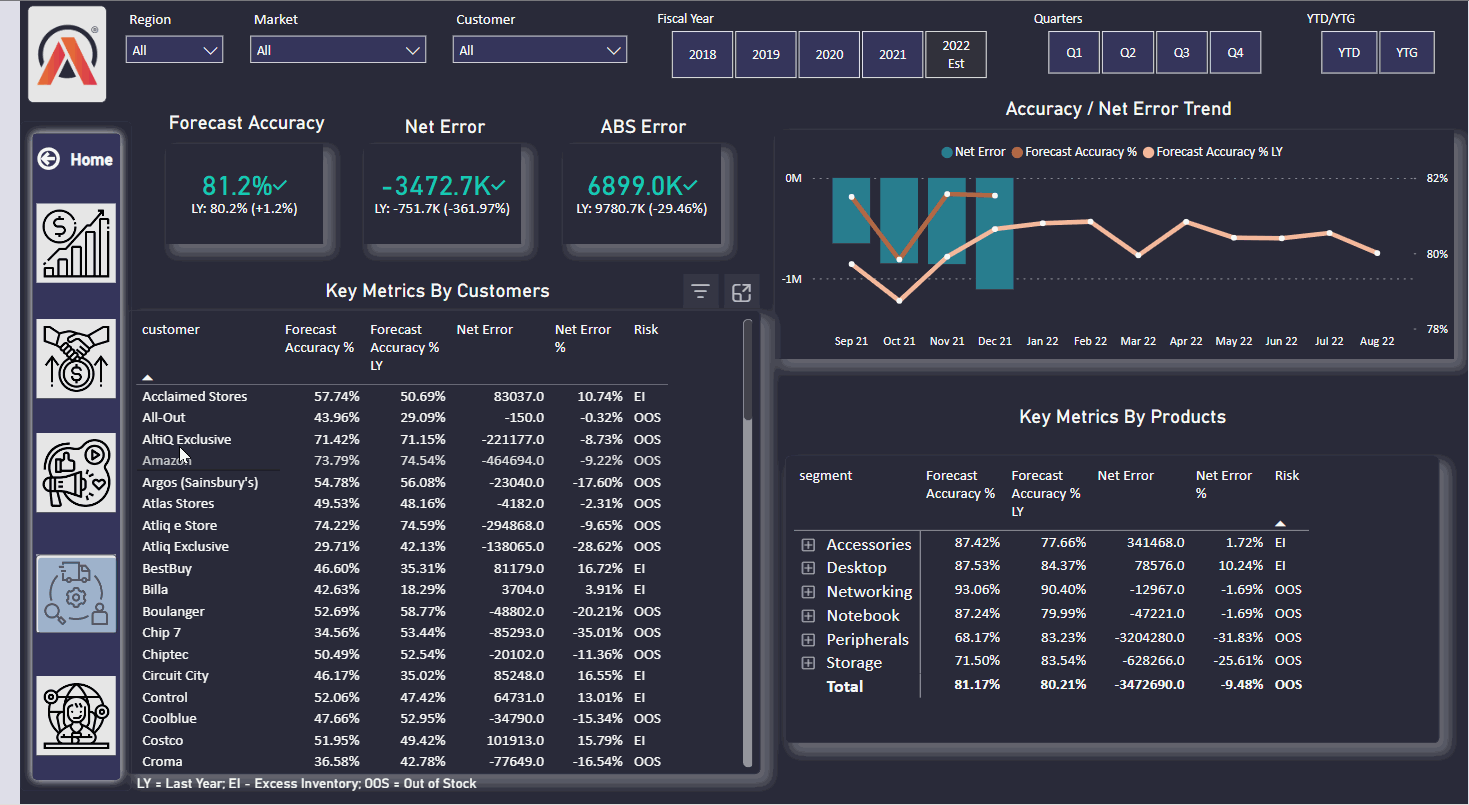 Region Market Customer Fiscal Year Quarters YTD/YTG
All All All 2018 2019 2020 2021 2022 Est Q1 Q2 Q3 Q4 YTD YTG
Home
Forecast Accuracy
81.2%
LY: 80.2% (+1.2%)
Net Error
-3472.7K
LY: -751.7K (-361.97%)
ABS Error
6899.0K
LY: 9780.7K (-29.46%)
Accuracy / Net Error Trend
Net Error Forecast Accuracy % Forecast Accuracy % LY
0M 82%
80%
-1M
78%
Sep 21 Oct 21 Nov 21 Dec 21 Jan 22 Feb 22 Mar 22 Apr 22 May 22 Jun 22 Jul 22 Aug 22
Key Metrics By Customers
customer Forecast Accuracy % Forecast Accuracy % LY Net Error Net Error % Risk
Acclaimed Stores 57.74% 50.69% 83037.0 10.74% EI
All-Out 43.96% 29.09% -150.0 -0.32% OOS
AltiQ Exclusive 71.42% 71.15% -221177.0 -8.73% OOS
Amazon 73.79% 74.54% -464694.0 -9.22% OOS
Argos (Sainsbury's) 54.78% 56.08% -23040.0 -17.60% OOS
Atlas Stores 49.53% 48.16% -4182.0 -2.31% OOS
Atliq e Store 74.22% 74.59% -294868.0 -9.65% OOS
Atliq Exclusive 29.71% 42.13% -138065.0 -28.62% OOS
BestBuy 46.60% 35.31% 81179.0 16.72% EI
Billa 42.63% 18.29% 3704.0 3.91% EI
Boulanger 52.69% 58.77% -48802.0 -20.21% OOS
Chip 7 34.56% 53.44% -85293.0 -35.01% OOS
Chiptec 50.49% 52.54% -20102.0 -11.36% OOS
Circuit City 46.17% 35.02% 85248.0 16.55% EI
Control 52.06% 47.42% 64731.0 13.01% EI
Coolblue 47.66% 52.95% -34790.0 -15.34% OOS
Costco 51.95% 49.42% 101913.0 15.79% EI
Croma 36.58% 42.78% -77649.0 -16.54% OOS
LY = Last Year; EI - Excess Inventory; OOS = Out of Stock
Key Metrics By Products
segment Forecast Accuracy % Forecast Accuracy % LY Net Error Net Error % Risk
Accessories 87.42% 77.66% 341468.0 1.72% EI
Desktop 87.53% 84.37% 78576.0 10.24% EI
Networking 93.06% 90.40% -12967.0 -1.69% OOS
Notebook 87.24% 79.99% -47221.0 -1.69% OOS
Peripherals 68.17% 83.23% -3204280.0 -31.83% OOS
Storage 71.50% 83.54% -628266.0 -25.61% OOS
Total 81.17% 80.21% -3472690.0 -9.48% OOS